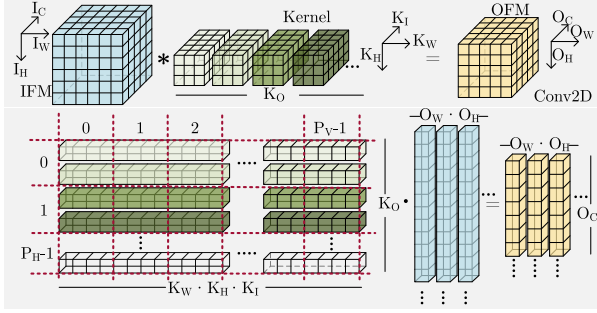 I_C
I_W
I_H
IFM
*
Kernel
...
K_O
K_I
K_H
K_W
=
OFM
O_C
O_W
O_H
Conv2D
0 1 2 P_V-1
0
1
P_H-1
K_W · K_H · K_I
K_O
·
O_W · O_H
=
O_W · O_H
O_C